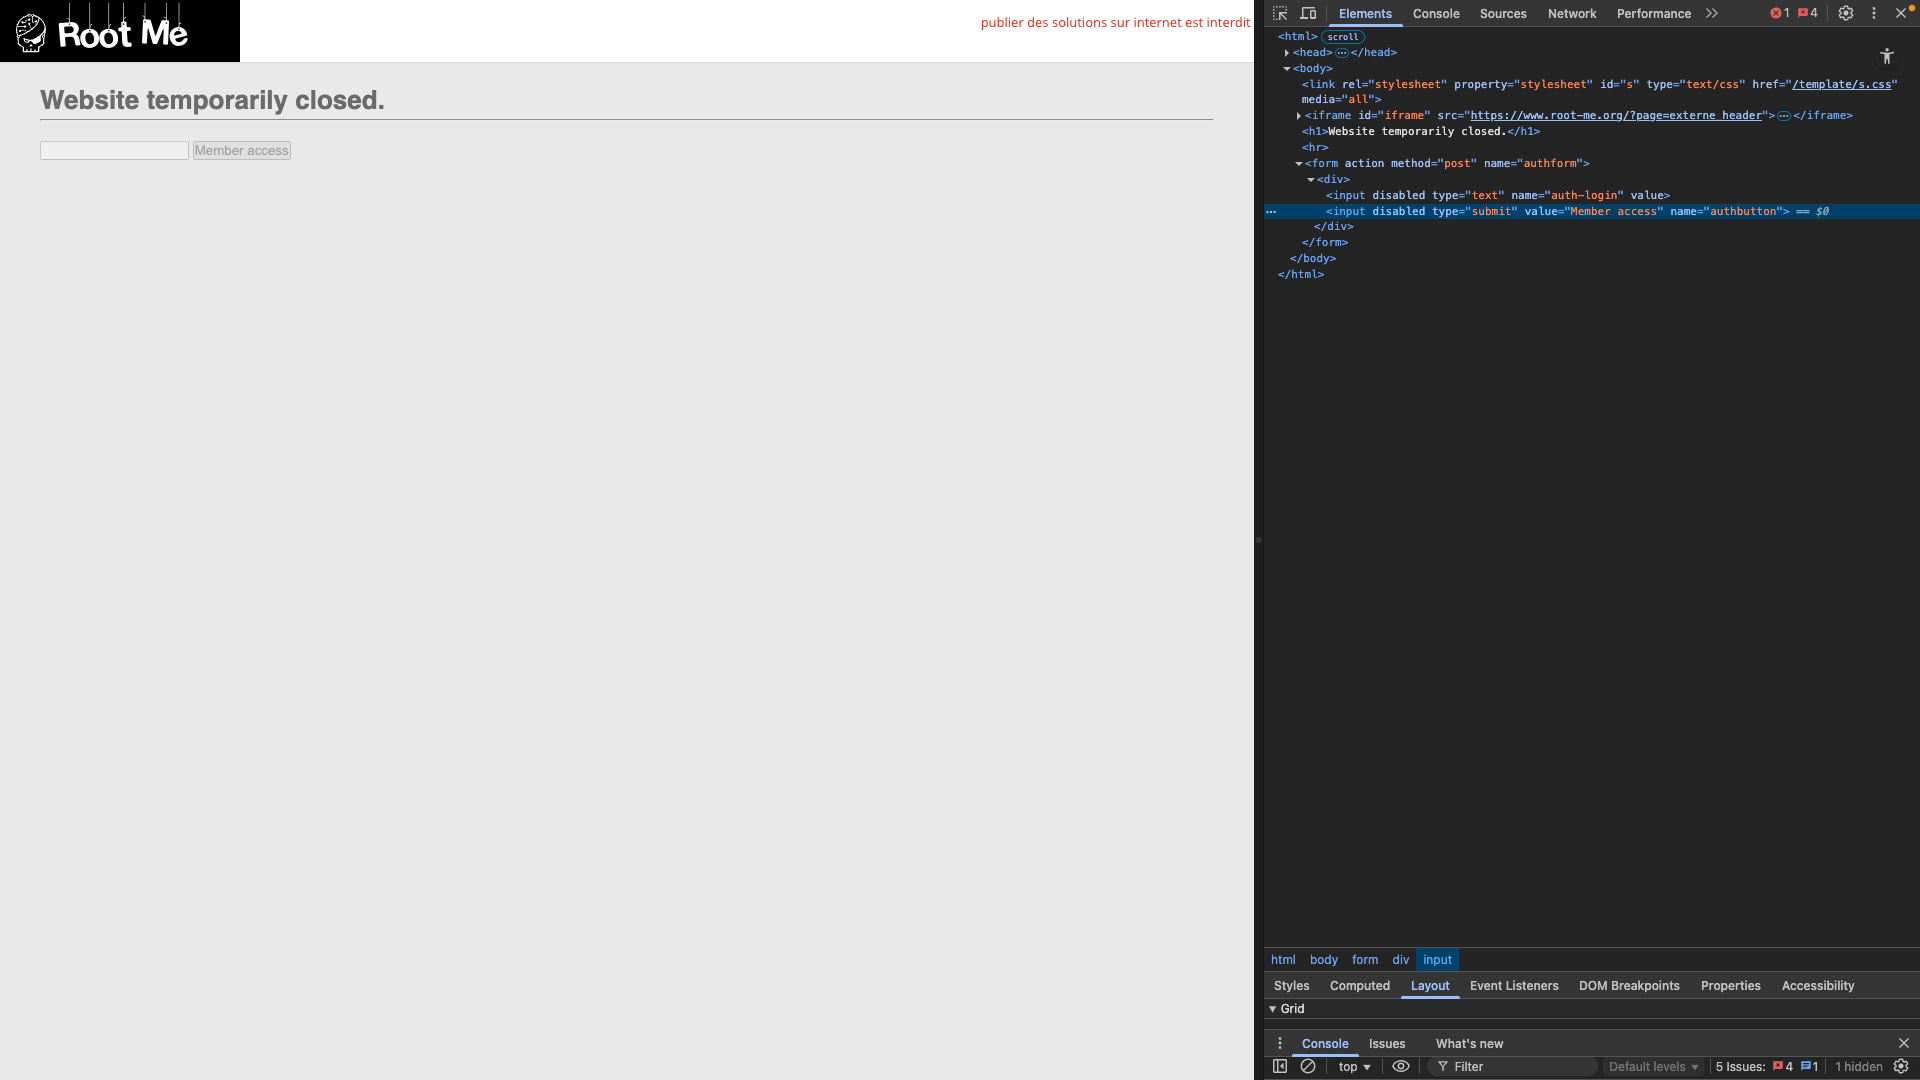 Root Me
publier des solutions sur internet est interdit
Website temporarily closed.
Member access
Elements Console Sources Network Performance 1 4
<html> scroll
<head> … </head>
<body>
<link rel="stylesheet" property="stylesheet" id="s" type="text/css" href="/template/s.css"
media="all">
<iframe id="iframe" src="https://www.root-me.org/?page=externe_header"> … </iframe>
<h1>Website temporarily closed.</h1>
<hr>
<form action method="post" name="authform">
<div>
<input disabled type="text" name="auth-login" value>
… <input disabled type="submit" value="Member access" name="authbutton"> == $0
</div>
</form>
</body>
</html>
html body form div input
Styles Computed Layout Event Listeners DOM Breakpoints Properties Accessibility
Grid
Console Issues What's new
top Filter Default levels 5 Issues: 4 1 1 hidden